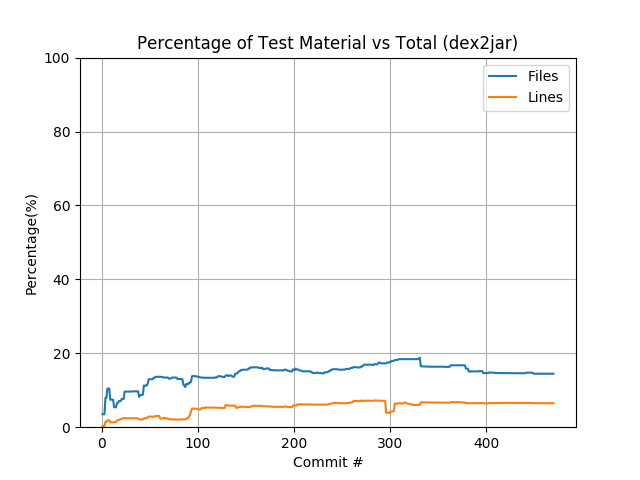 Percentage of Test Material vs Total (dex2jar)
Files
Lines
Percentage(%)
100
80
60
40
20
0
0 100 200 300 400
Commit #